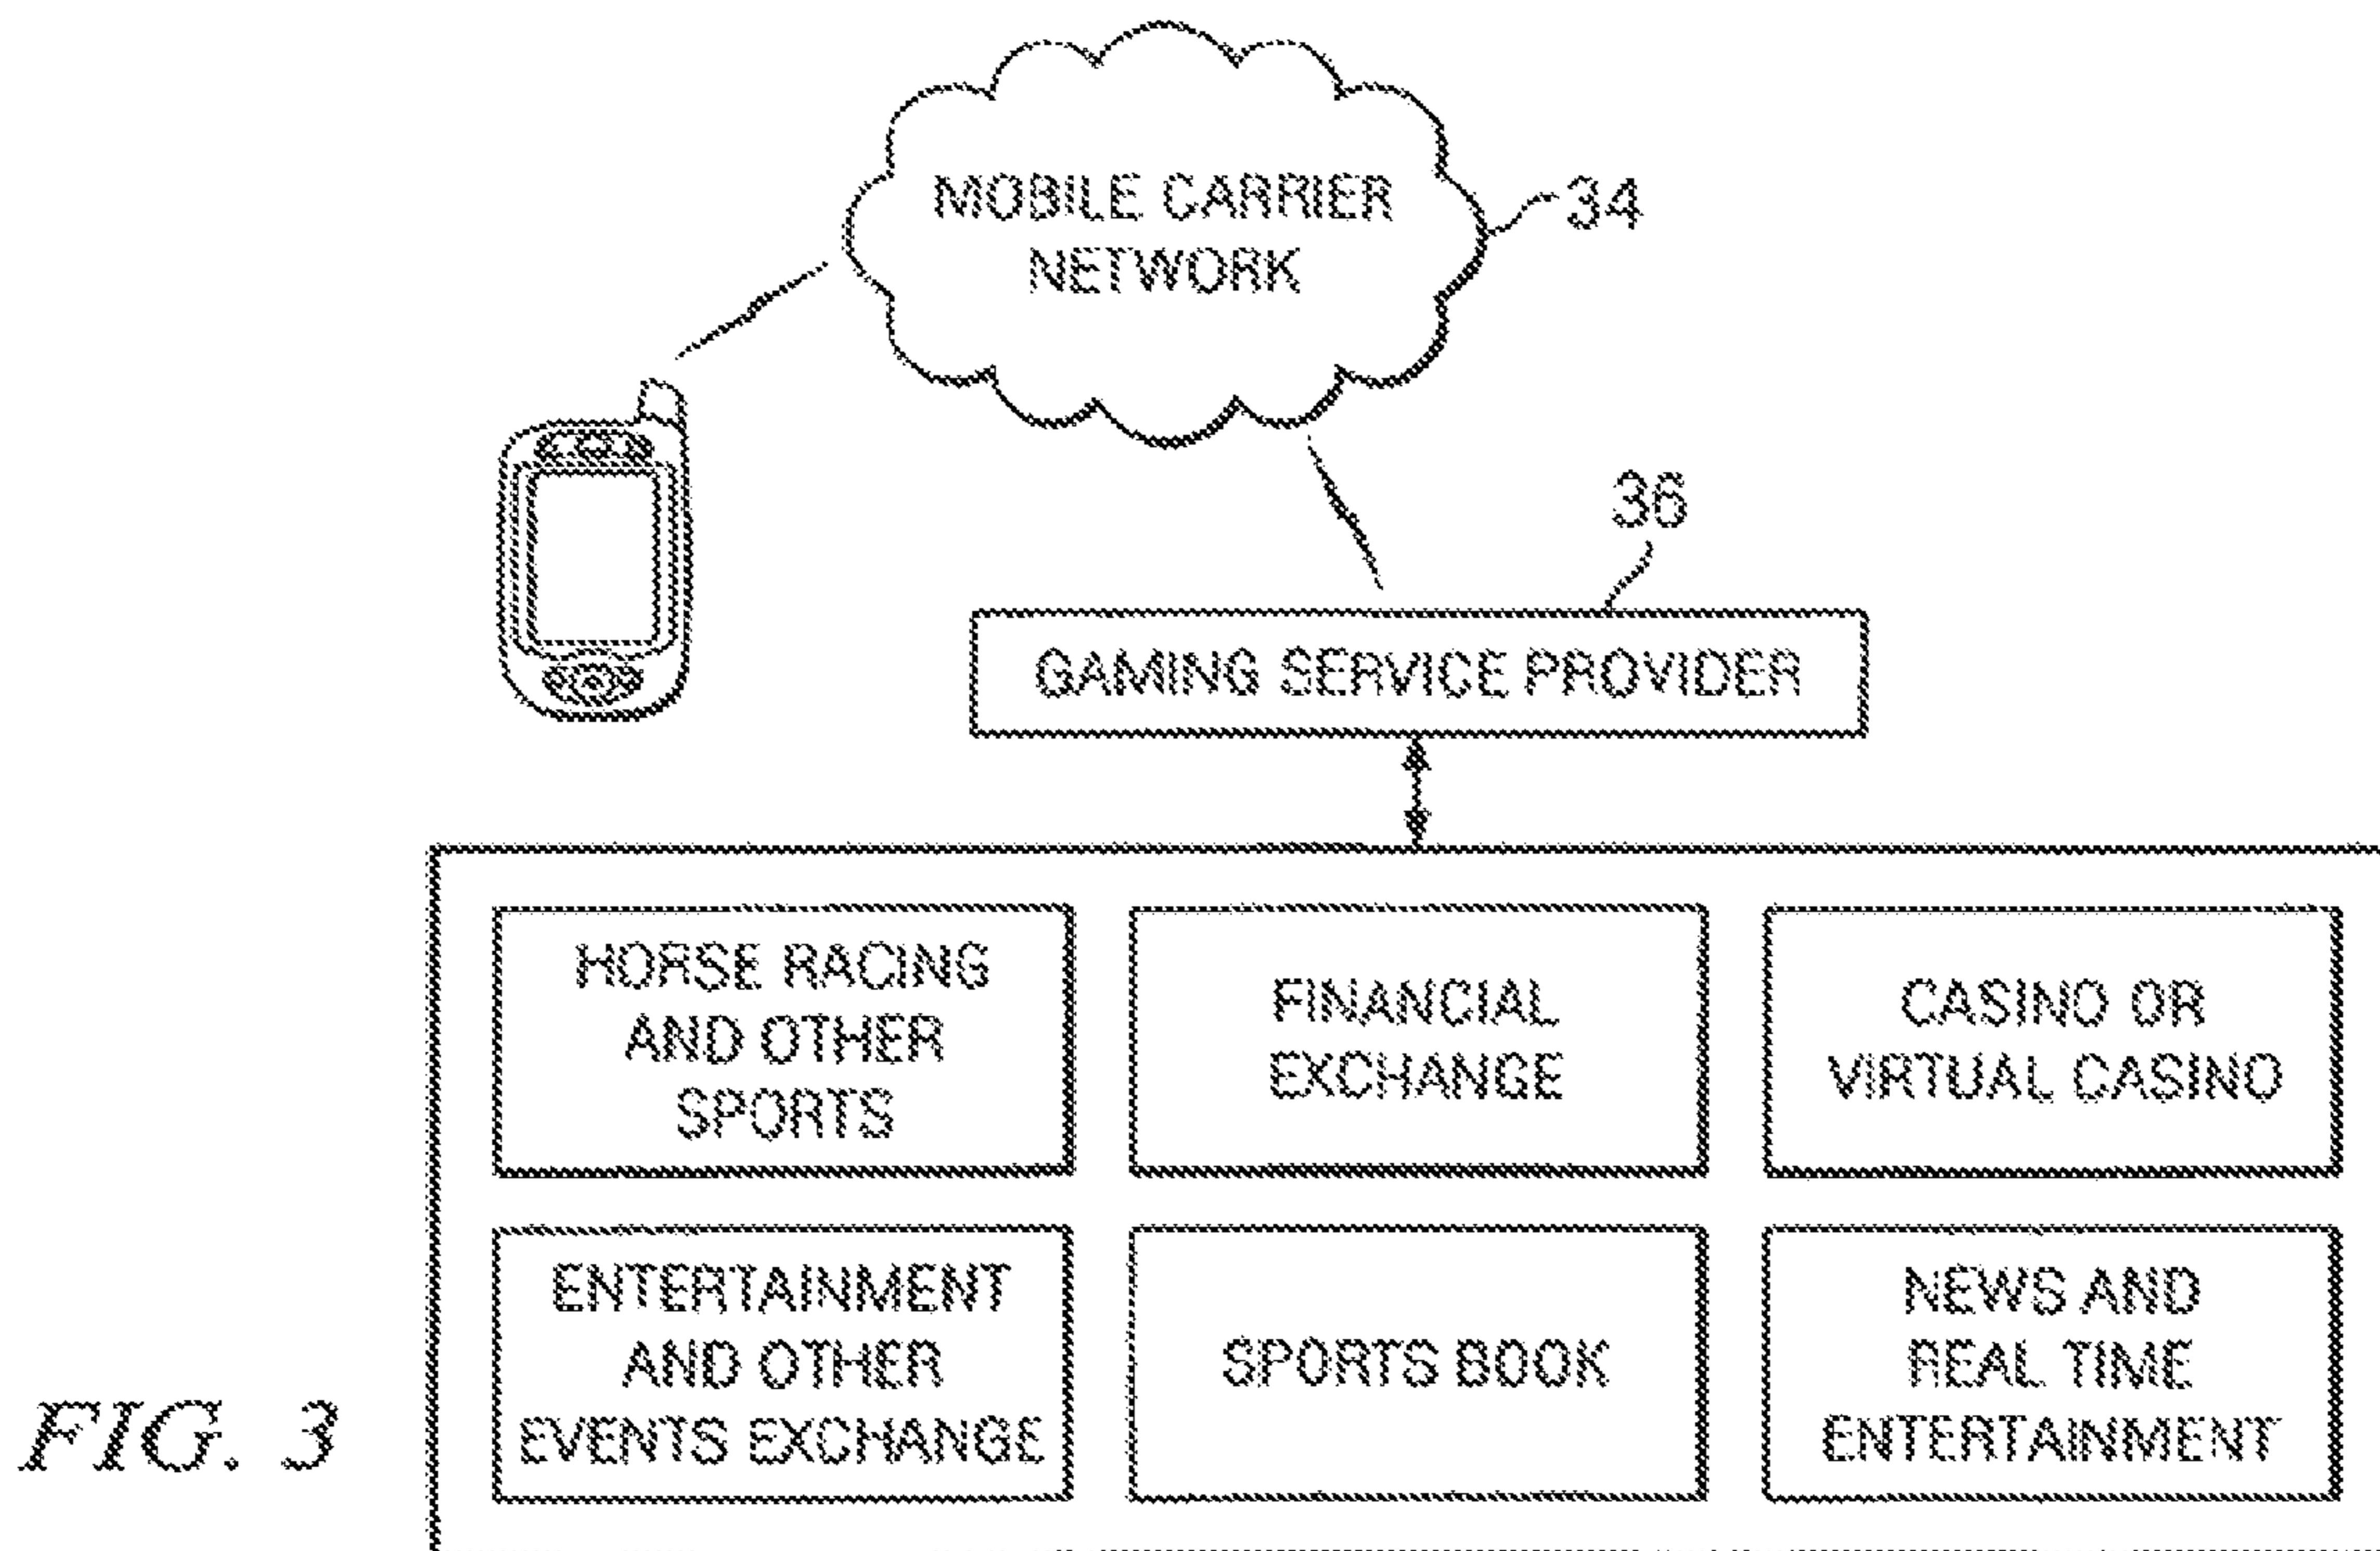 MOBILE CARRIER
NETWORK
34
36
GAMING SERVICE PROVIDER
HORSE RACING
AND OTHER
SPORTS
FINANCIAL
EXCHANGE
CASINO OR
VIRTUAL CASINO
ENTERTAINMENT
AND OTHER
EVENTS EXCHANGE
SPORTS BOOK
NEWS AND
REAL TIME
ENTERTAINMENT
FIG. 3